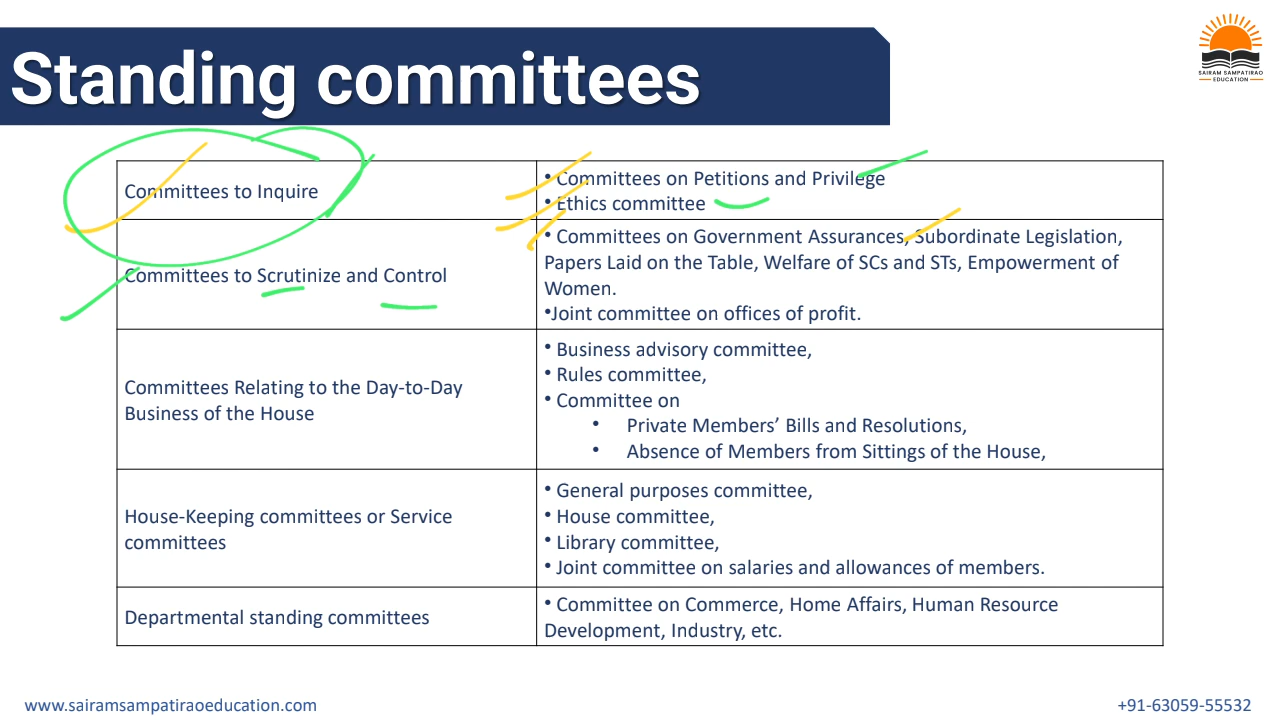 Standing committees
SAIRAM SAMPATIRAO
EDUCATION
Committees to Inquire
• Committees on Petitions and Privilege
• Ethics committee
Committees to Scrutinize and Control
• Committees on Government Assurances, Subordinate Legislation,
Papers Laid on the Table, Welfare of SCs and STs, Empowerment of
Women.
•Joint committee on offices of profit.
Committees Relating to the Day-to-Day
Business of the House
• Business advisory committee,
• Rules committee,
• Committee on
• Private Members’ Bills and Resolutions,
• Absence of Members from Sittings of the House,
House-Keeping committees or Service
committees
• General purposes committee,
• House committee,
• Library committee,
• Joint committee on salaries and allowances of members.
Departmental standing committees
• Committee on Commerce, Home Affairs, Human Resource
Development, Industry, etc.
www.sairamsampatiraoeducation.com
+91-63059-55532